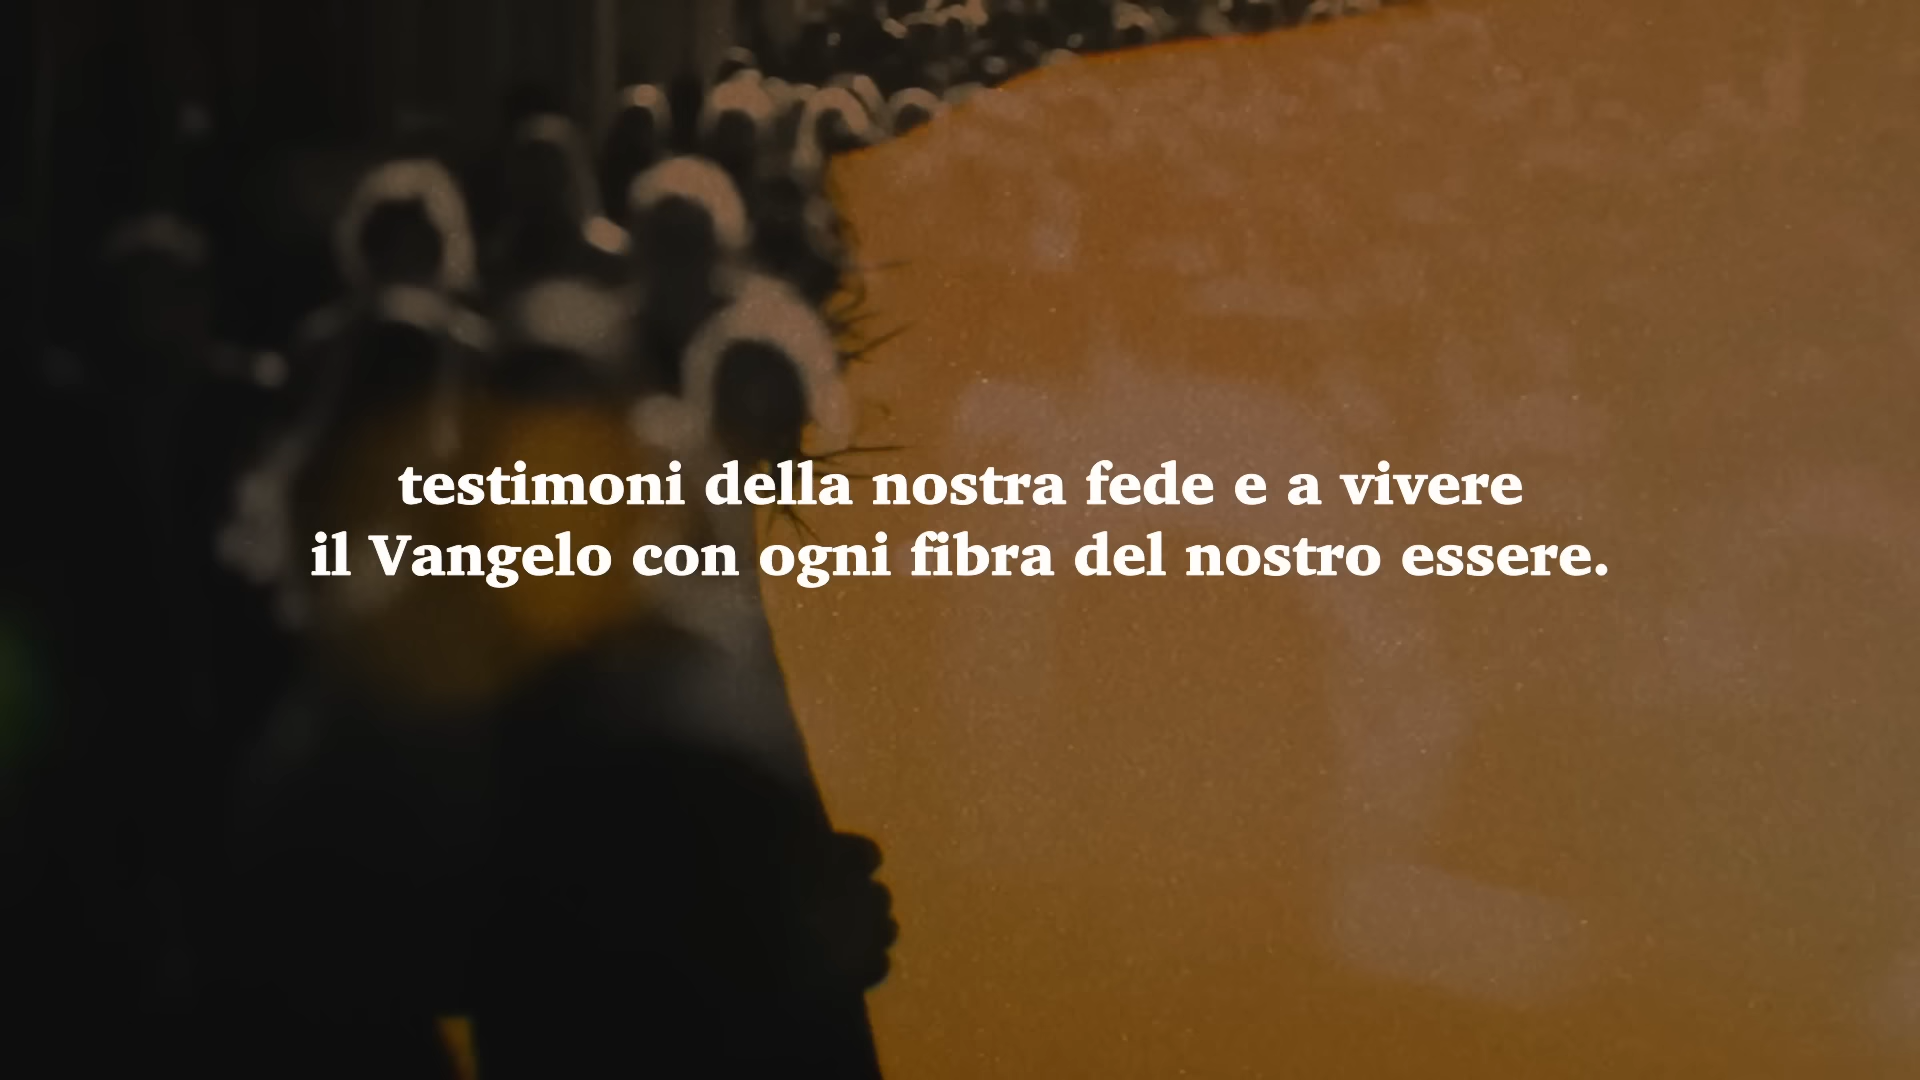 testimoni della nostra fede e a vivere
il Vangelo con ogni fibra del nostro essere.